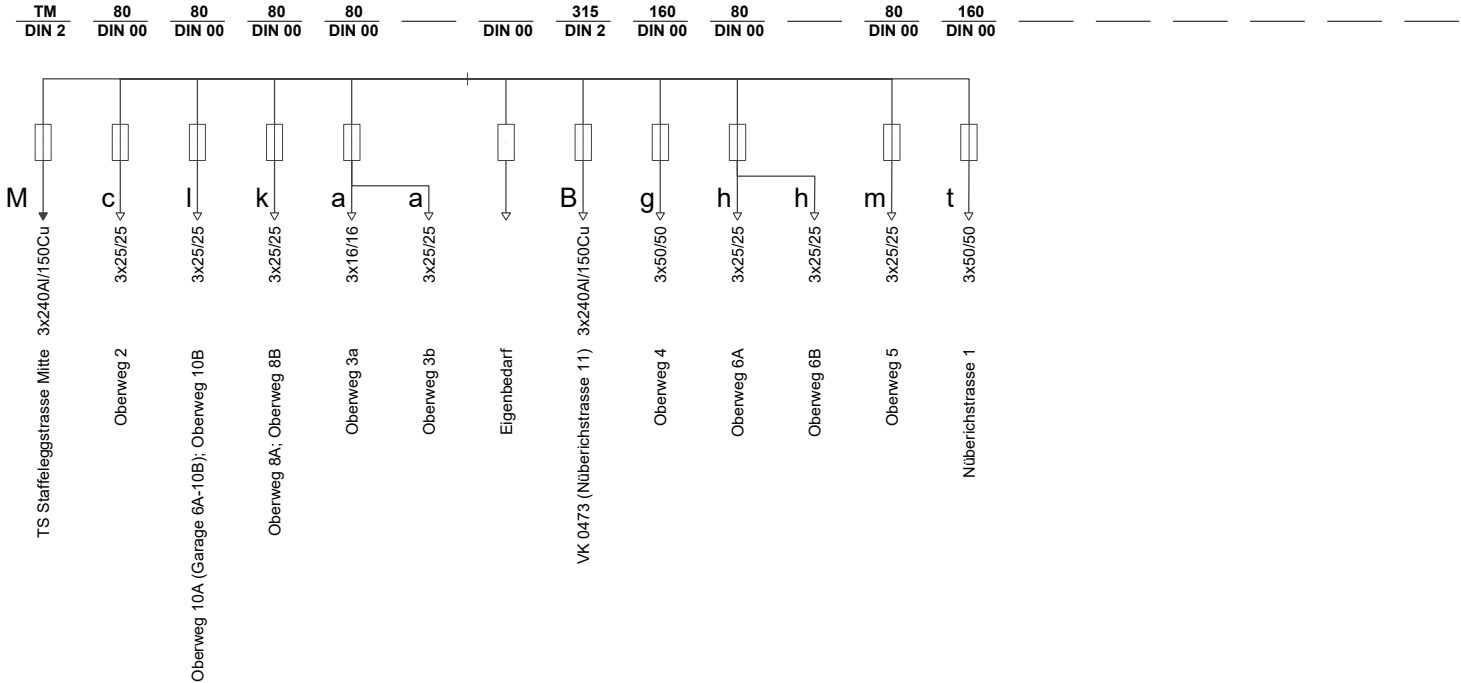 TM 80 80 80 80 315 160 80 80 160
DIN 2 DIN 00 DIN 00 DIN 00 DIN 00 DIN 00 DIN 2 DIN 00 DIN 00 DIN 00 DIN 00
M c l k a a B g h h m t
TS Staffeleggstrasse Mitte 3x240Al/150Cu
Oberweg 2 3x25/25
Oberweg 10A (Garage 6A-10B); Oberweg 10B 3x25/25
Oberweg 8A; Oberweg 8B 3x25/25
Oberweg 3a 3x16/16
Oberweg 3b 3x25/25
Eigenbedarf
VK 0473 (Nüberichstrasse 11) 3x240Al/150Cu
Oberweg 4 3x50/50
Oberweg 6A 3x25/25
Oberweg 6B 3x25/25
Oberweg 5 3x25/25
Nüberichstrasse 1 3x50/50